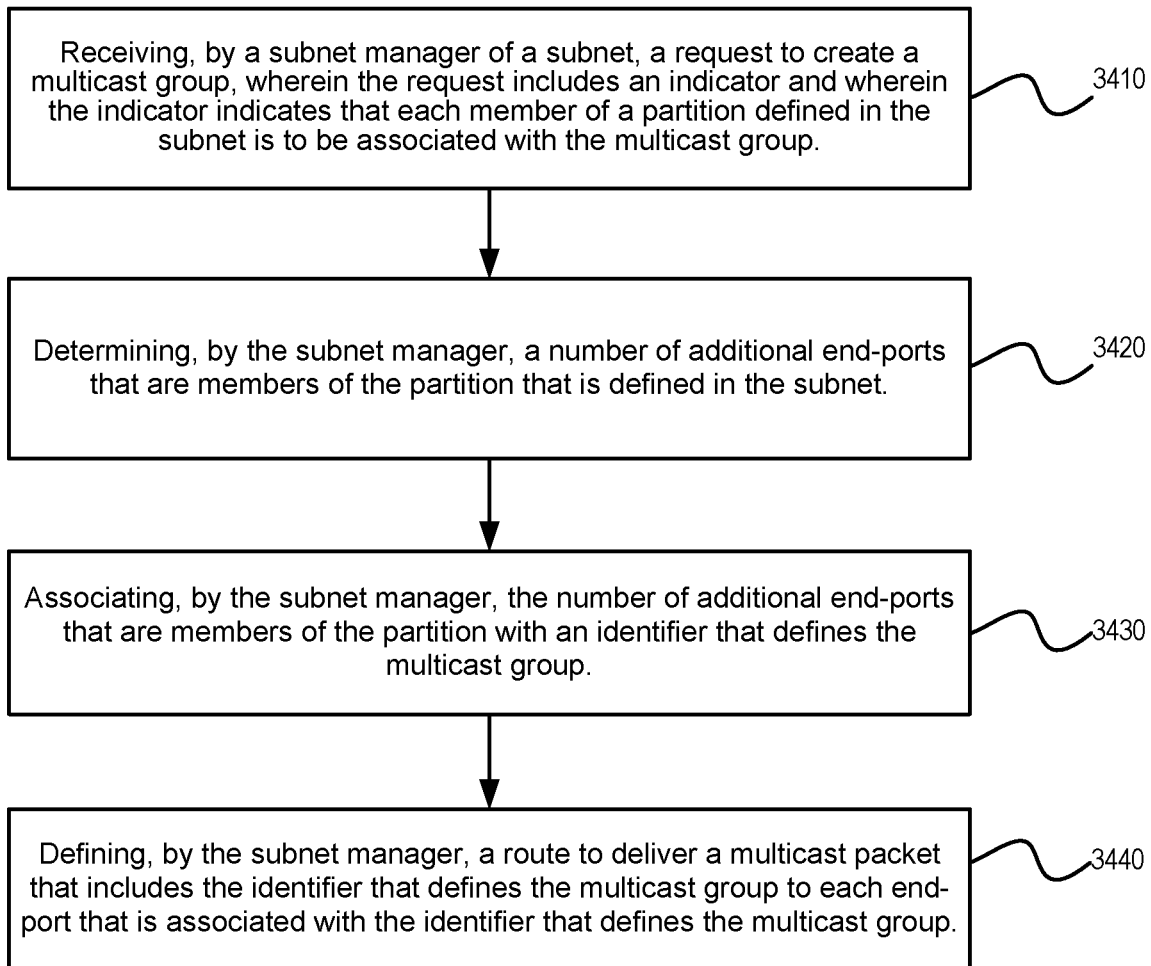 Receiving, by a subnet manager of a subnet, a request to create a
multicast group, wherein the request includes an indicator and wherein
the indicator indicates that each member of a partition defined in the
subnet is to be associated with the multicast group.
3410
Determining, by the subnet manager, a number of additional end-ports
that are members of the partition that is defined in the subnet.
3420
Associating, by the subnet manager, the number of additional end-ports
that are members of the partition with an identifier that defines the
multicast group.
3430
Defining, by the subnet manager, a route to deliver a multicast packet
that includes the identifier that defines the multicast group to each end-
port that is associated with the identifier that defines the multicast group.
3440